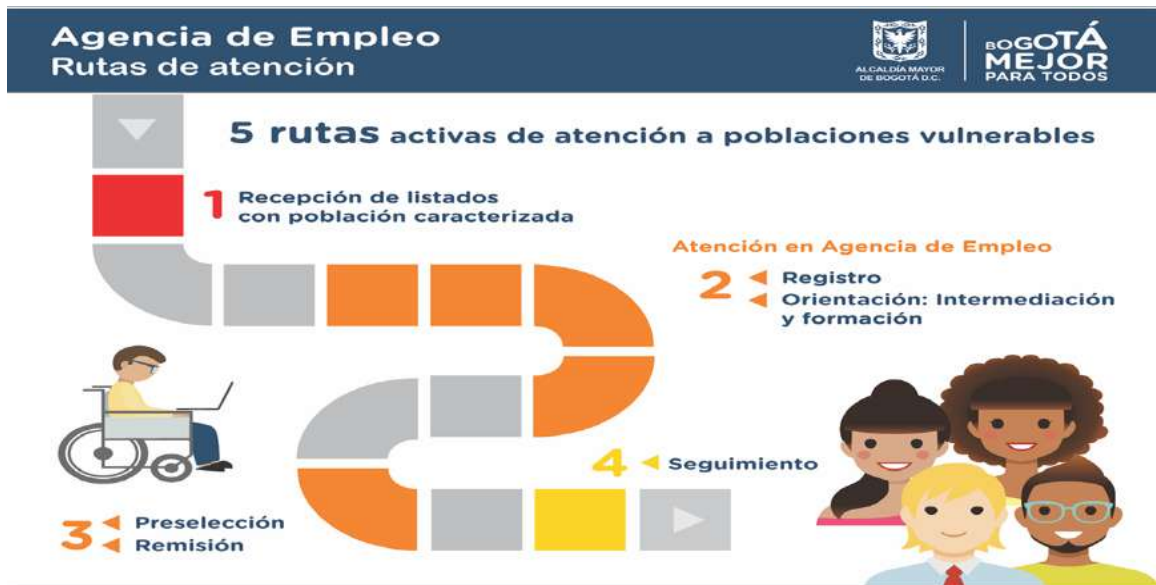 Agencia de Empleo
Rutas de atención
ALCALDÍA MAYOR
DE BOGOTÁ D.C.
BOGOTÁ
MEJOR
PARA TODOS
5 rutas activas de atención a poblaciones vulnerables
1 Recepción de listados
con población caracterizada
Atención en Agencia de Empleo
2 Registro
Orientación: Intermediación
y formación
3 Preselección
Remisión
4 Seguimiento